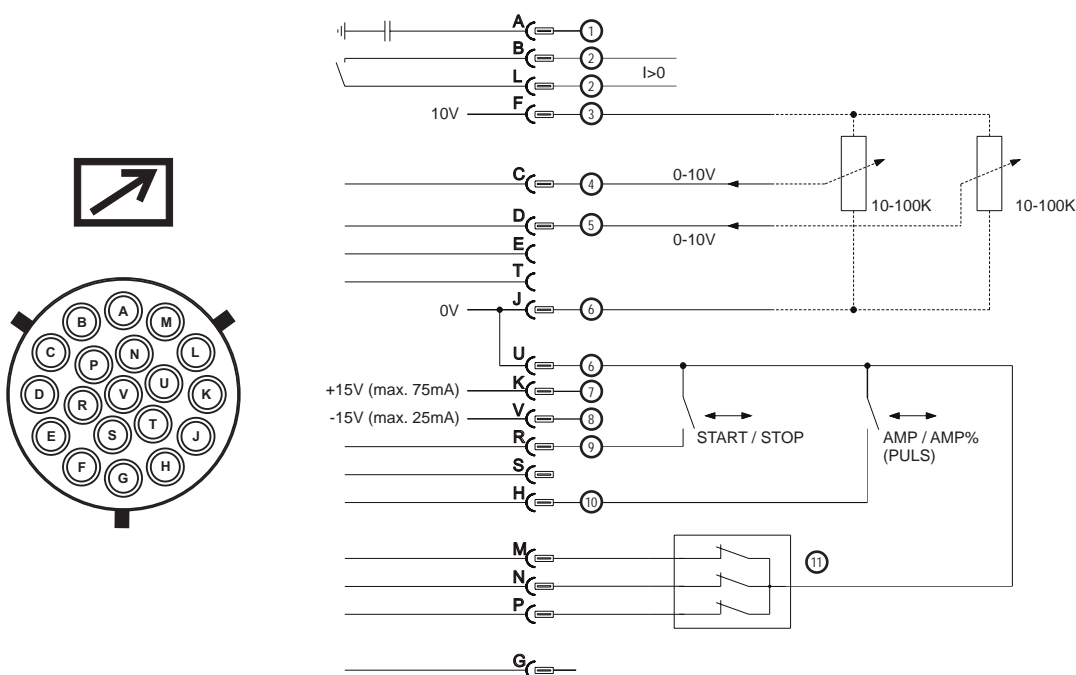 A
1
B
2
L
2
I>0
10V
F
3
C
4
0-10V
10-100K
10-100K
D
5
0-10V
E
T
0V
J
6
U
6
+15V (max. 75mA)
K
7
-15V (max. 25mA)
V
8
START / STOP
AMP / AMP%
(PULS)
R
9
S
H
10
M
11
N
P
G
A
B
M
C
N
L
P
D
V
U
K
R
E
S
T
J
F
G
H